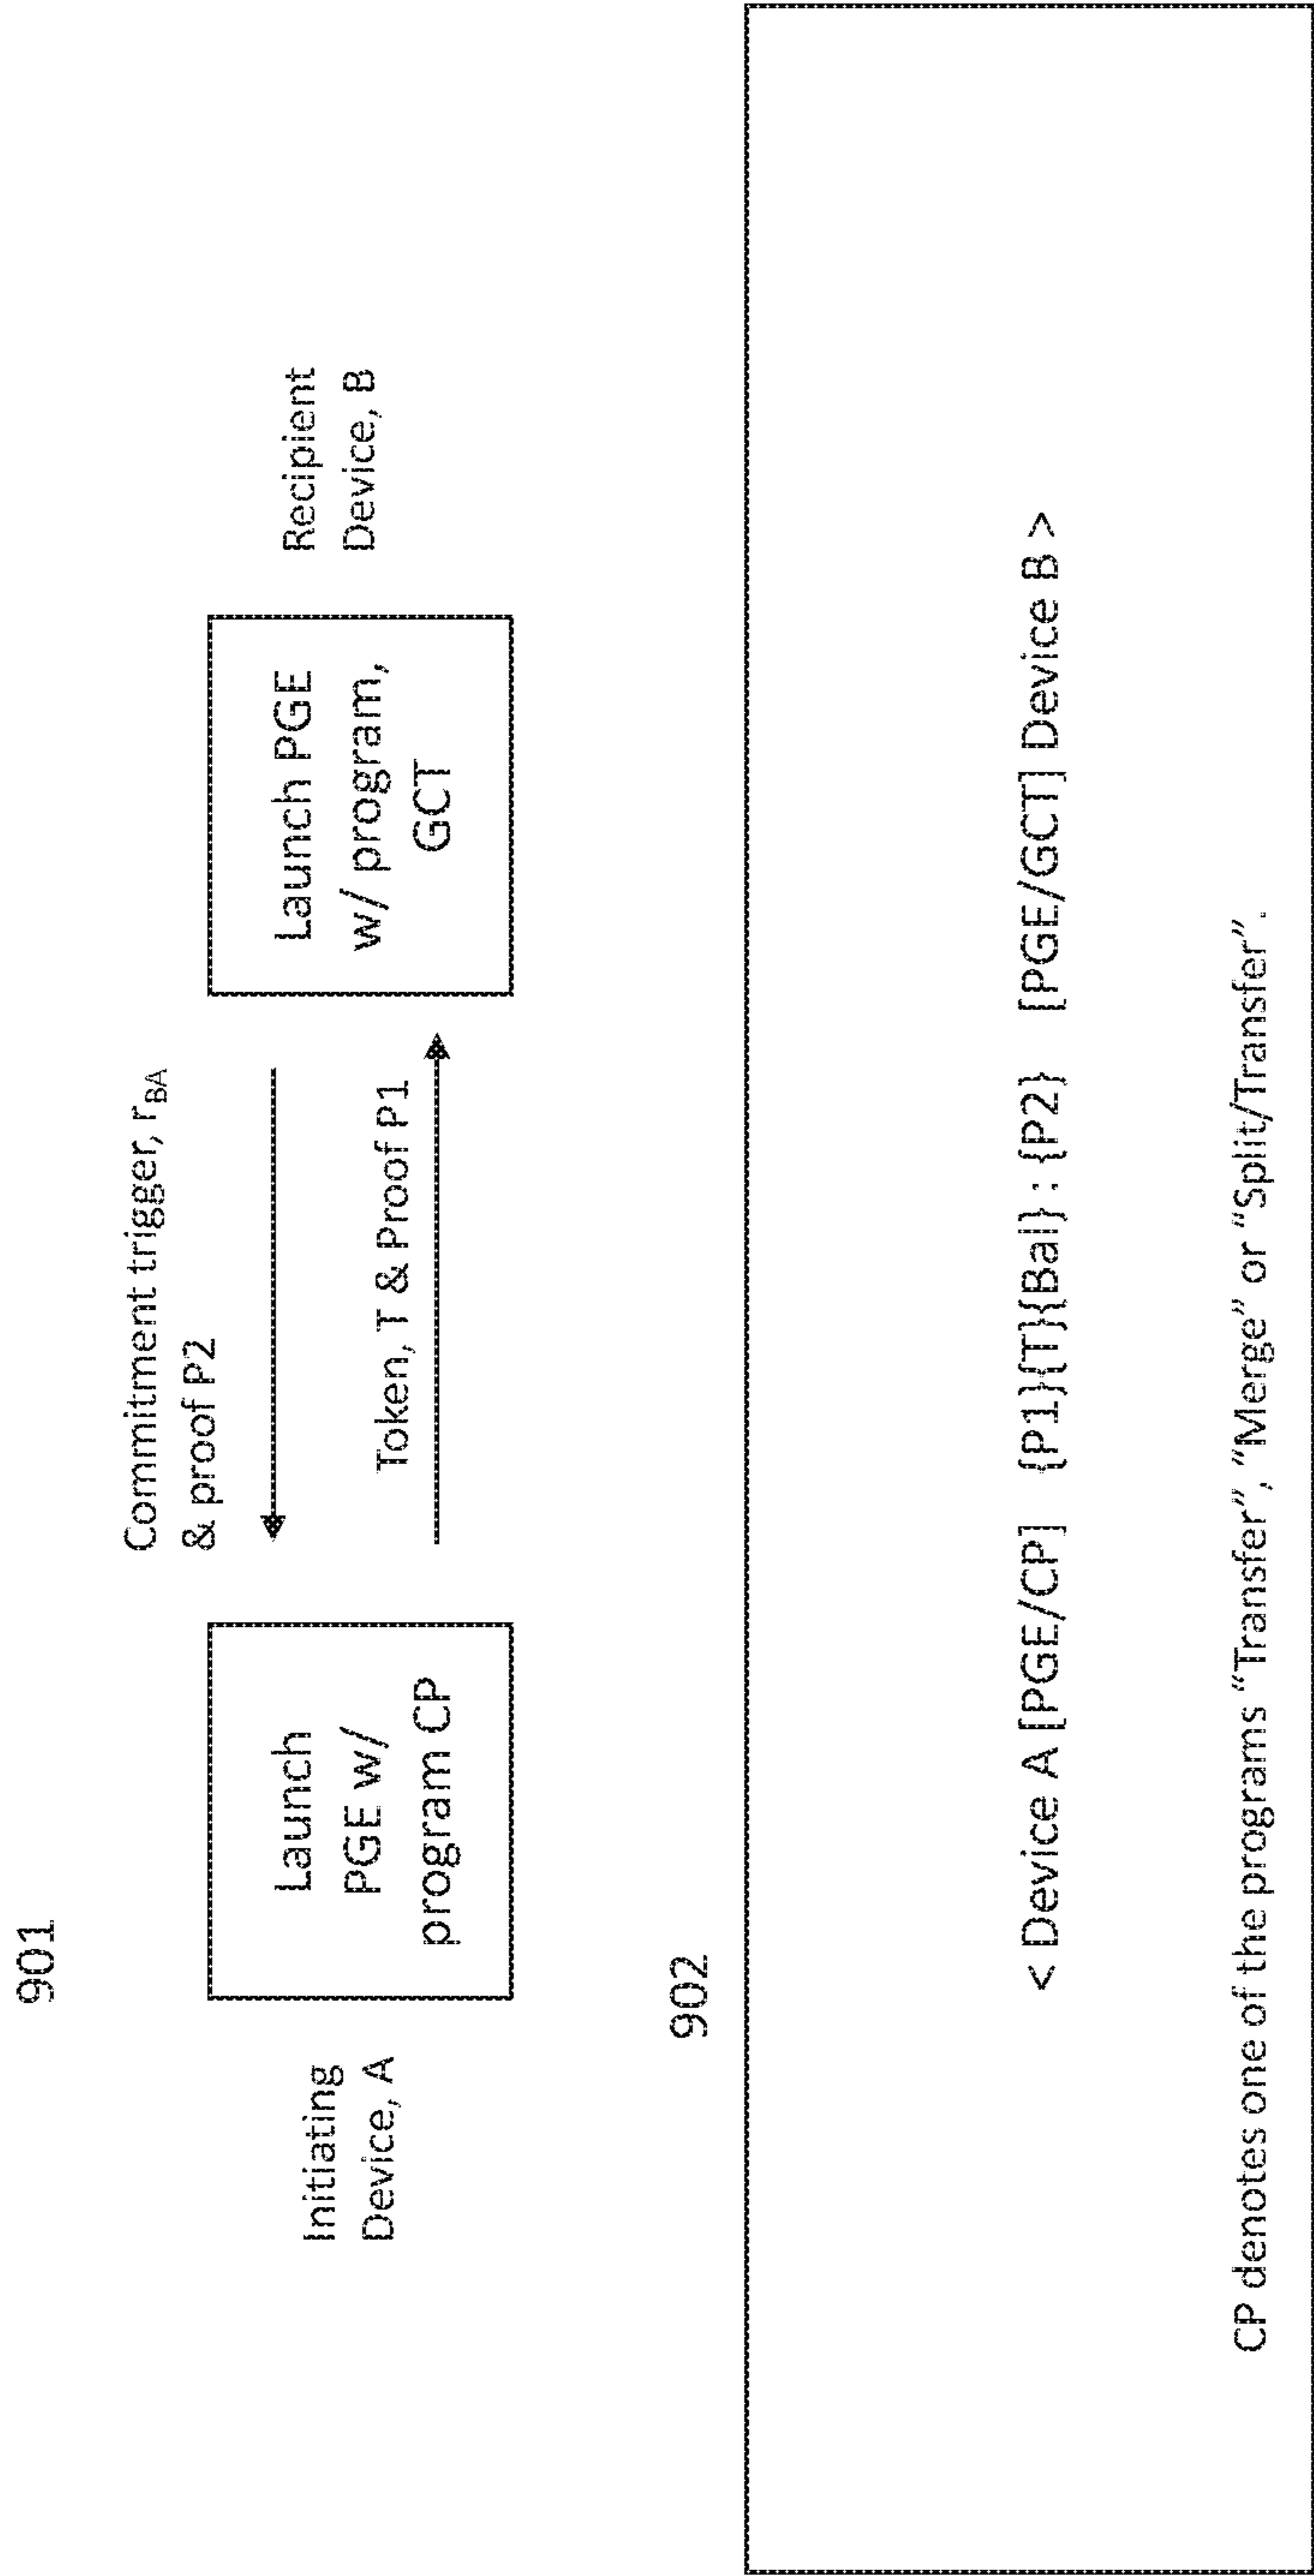 901
Initiating
Device, A
Launch
PGE w/
program CP
Commitment trigger, rBA
& proof P2
Token, T & Proof P1
Launch PGE
w/ program,
GCT
Recipient
Device, B
902
< Device A [PGE/CP] {P1}{T}{Bal} : {P2} [PGE/GCT] Device B >
CP denotes one of the programs “Transfer”, “Merge” or “Split/Transfer”.